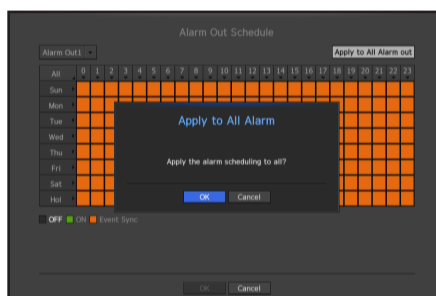 Alarm Out Schedule
Alarm Out1
Apply to All Alarm out
All 0 1 2 3 4 5 6 7 8 9 10 11 12 13 14 15 16 17 18 19 20 21 22 23
Sun
Mon
Tue
Wed
Thu
Fri
Sat
Hol
Apply to All Alarm
Apply the alarm scheduling to all?
OK Cancel
OFF ON Event Sync
OK Cancel